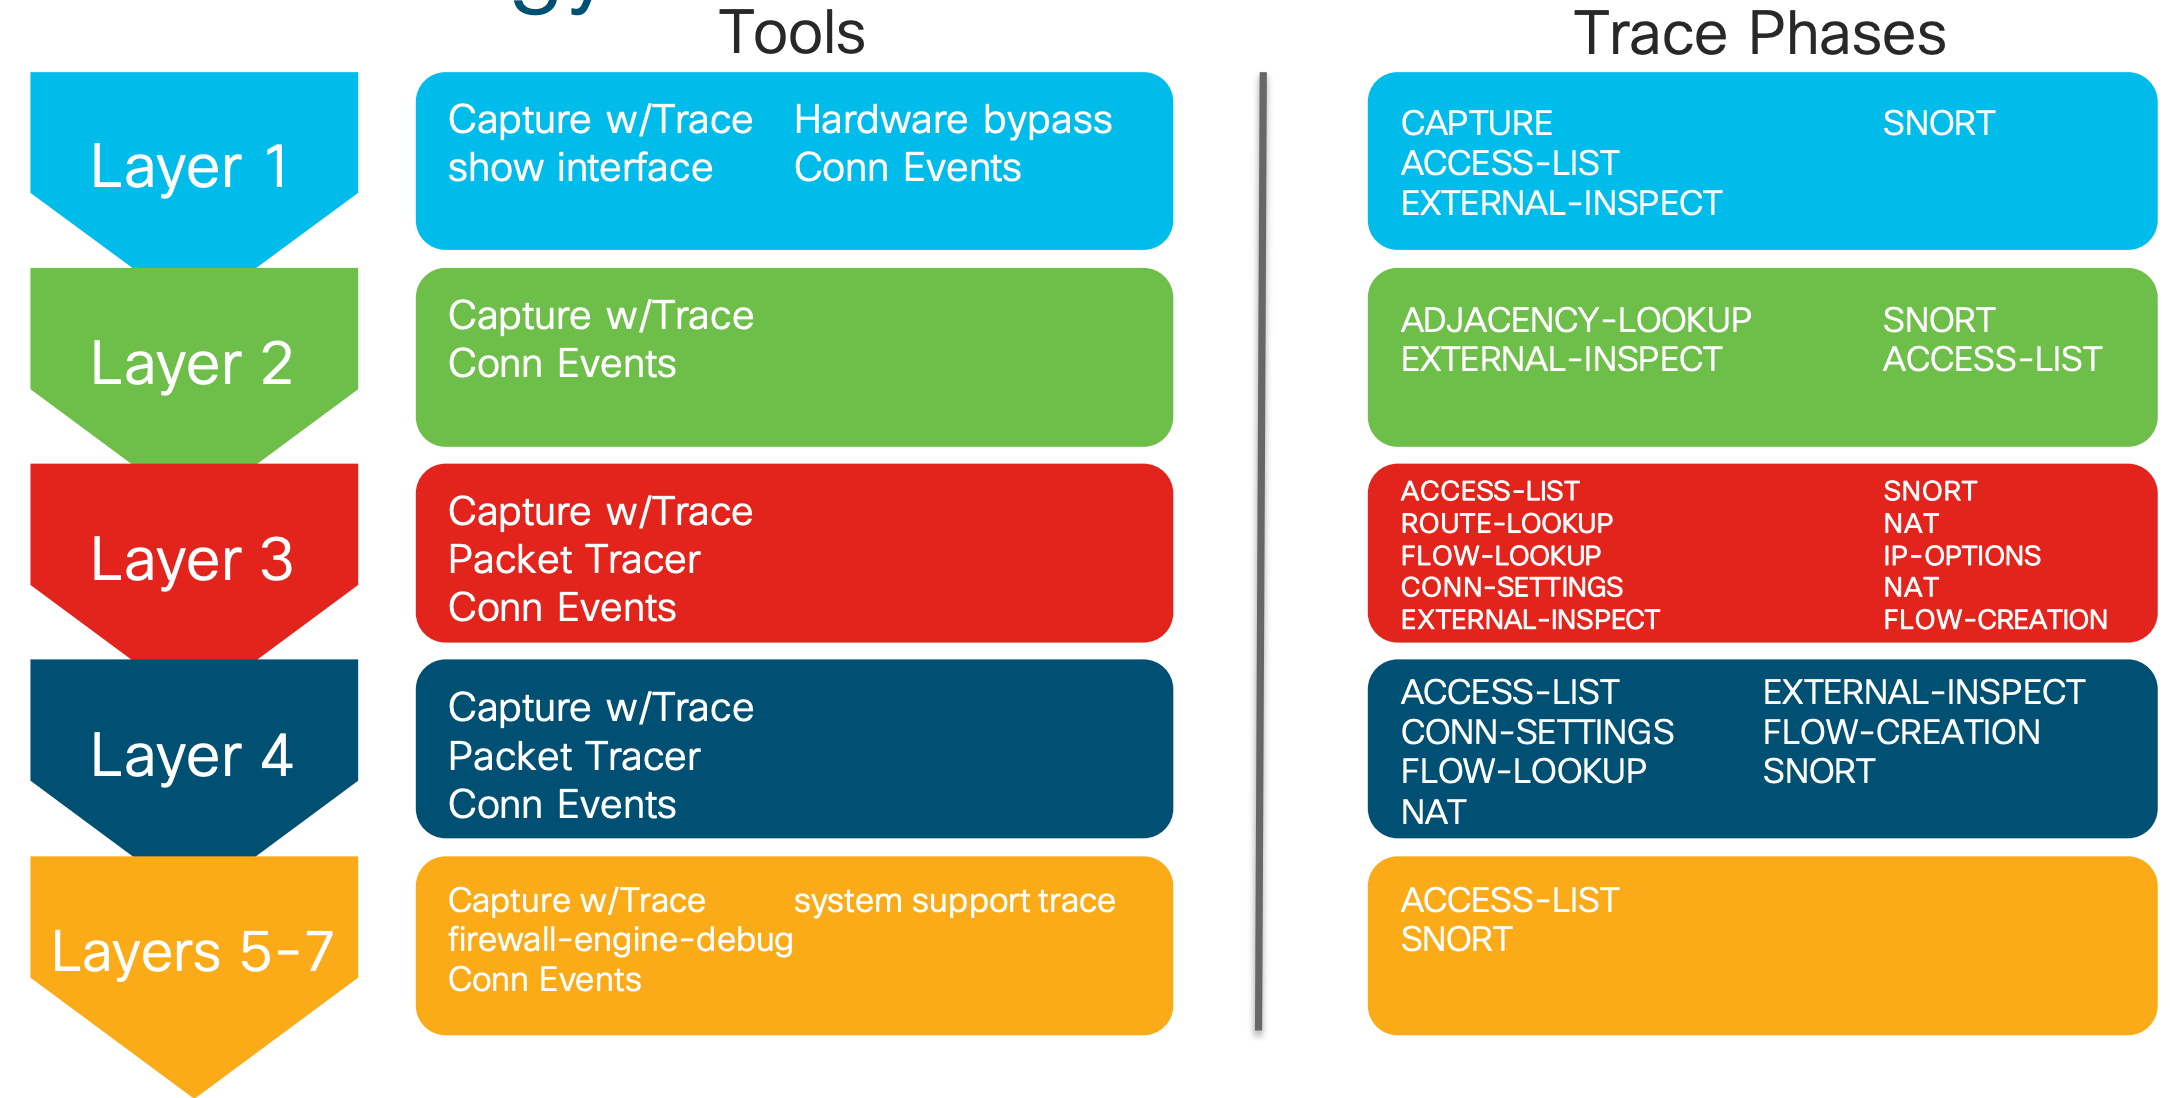 Tools
Trace Phases
Layer 1
Capture w/Trace Hardware bypass
show interface Conn Events
CAPTURE SNORT
ACCESS-LIST
EXTERNAL-INSPECT
Layer 2
Capture w/Trace
Conn Events
ADJACENCY-LOOKUP SNORT
EXTERNAL-INSPECT ACCESS-LIST
Layer 3
Capture w/Trace
Packet Tracer
Conn Events
ACCESS-LIST SNORT
ROUTE-LOOKUP NAT
FLOW-LOOKUP IP-OPTIONS
CONN-SETTINGS NAT
EXTERNAL-INSPECT FLOW-CREATION
Layer 4
Capture w/Trace
Packet Tracer
Conn Events
ACCESS-LIST EXTERNAL-INSPECT
CONN-SETTINGS FLOW-CREATION
FLOW-LOOKUP SNORT
NAT
Layers 5-7
Capture w/Trace system support trace
firewall-engine-debug
Conn Events
ACCESS-LIST
SNORT